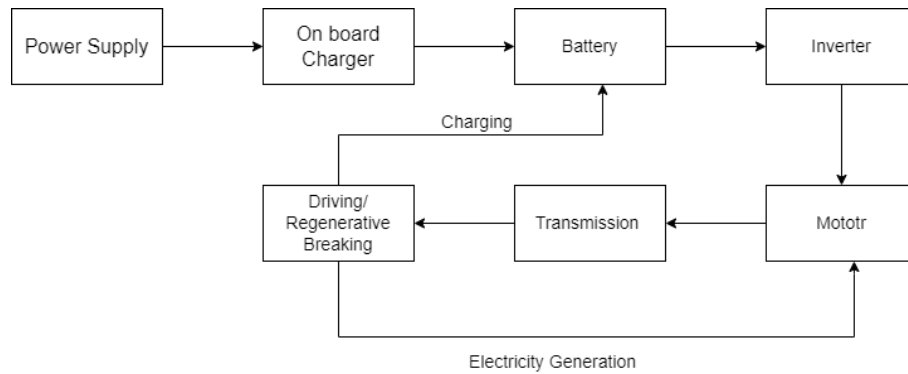 Power Supply
On board
Charger
Battery
Inverter
Charging
Driving/
Regenerative
Breaking
Transmission
Mototr
Electricity Generation